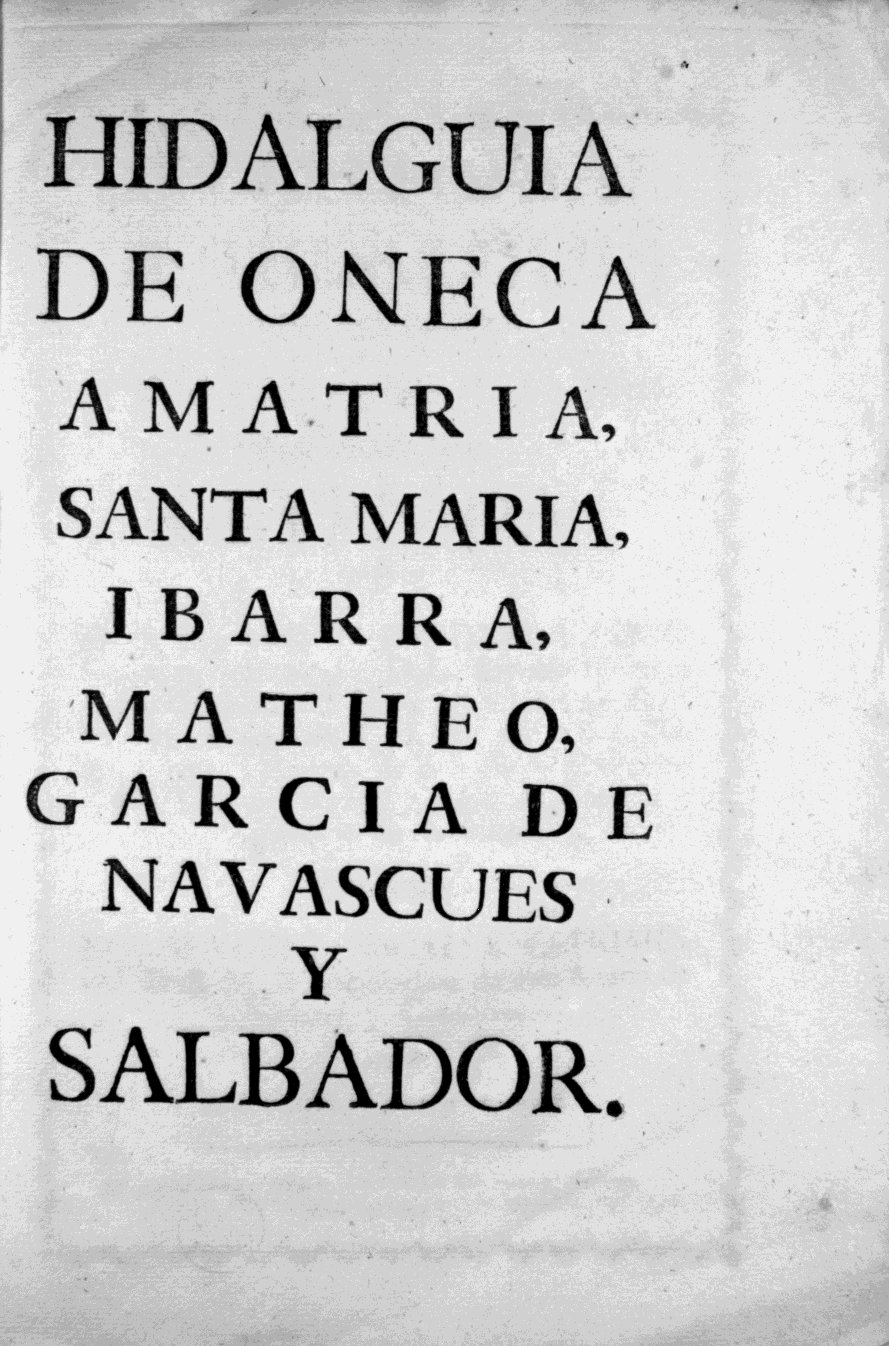 HIDALGUIA
DE ONECA
AMATRIA,
SANTA MARIA,
IBARRA,
MATHEO,
GARCIA DE
NAVASCUES
Y
SALBADOR.